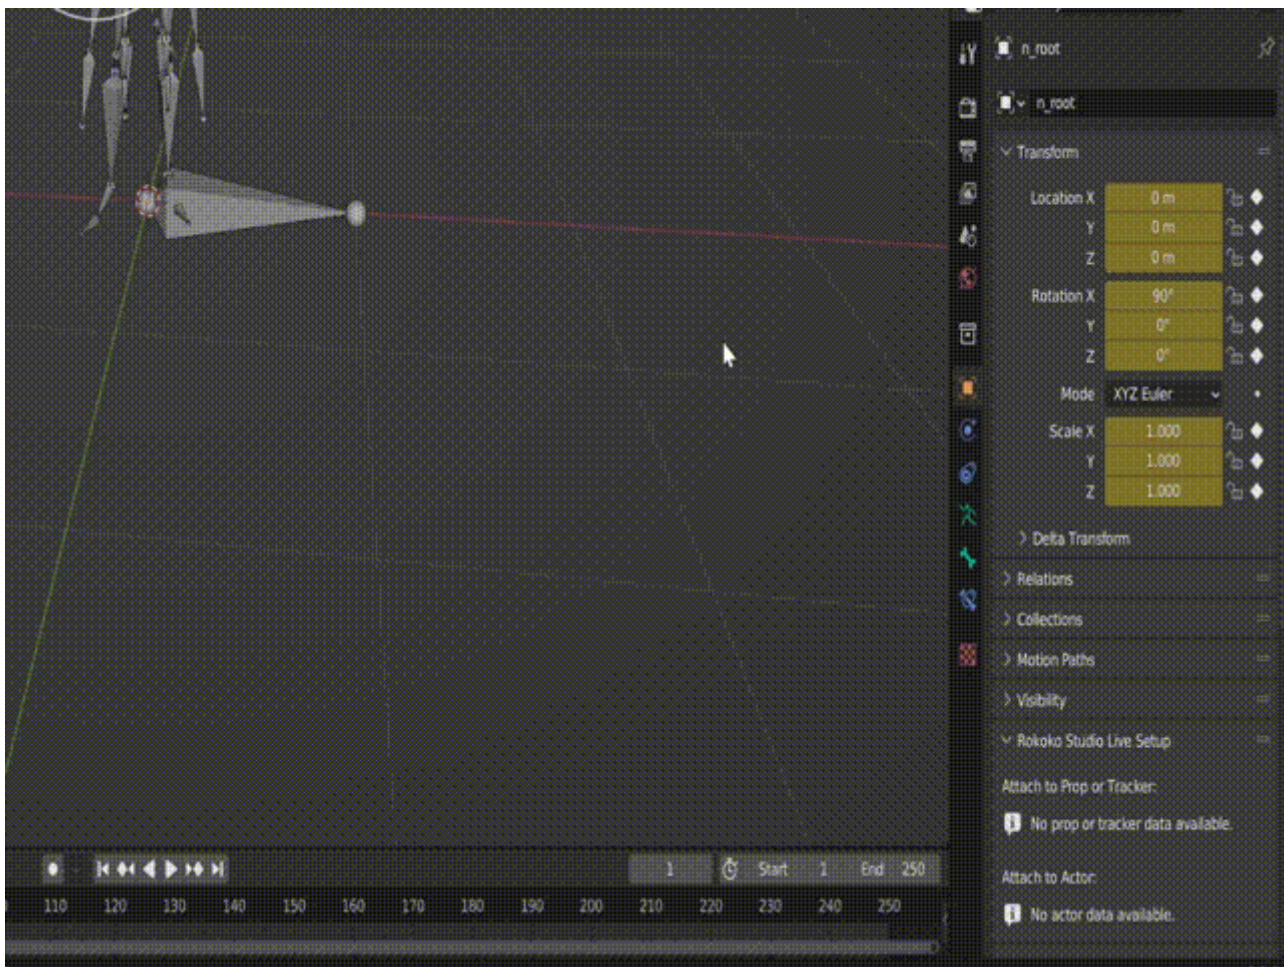 n_root
n_root
Transform
Location X 0 m
Y 0 m
Z 0 m
Rotation X 90°
Y 0°
Z 0°
Mode XYZ Euler
Scale X 1.000
Y 1.000
Z 1.000
Delta Transform
Relations
Collections
Motion Paths
Visibility
Rokoko Studio Live Setup
Attach to Prop or Tracker:
No prop or tracker data available.
Attach to Actor:
No actor data available.
1 Start 1 End 250
110 120 130 140 150 160 170 180 190 200 210 220 230 240 250